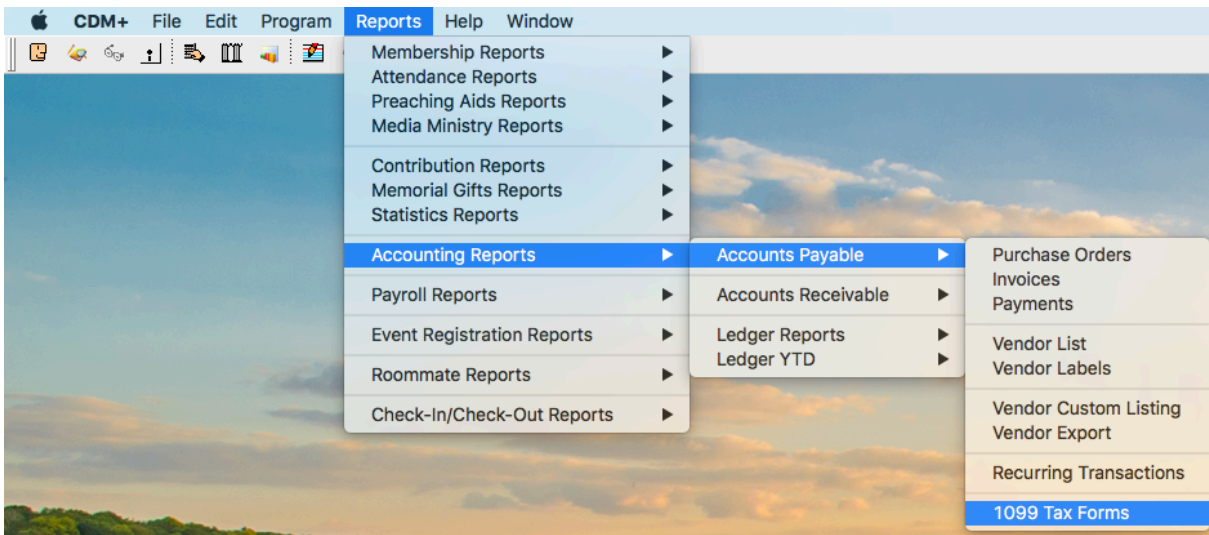 CDM+ File Edit Program Reports Help Window
Membership Reports
Attendance Reports
Preaching Aids Reports
Media Ministry Reports
Contribution Reports
Memorial Gifts Reports
Statistics Reports
Accounting Reports
Payroll Reports
Event Registration Reports
Roommate Reports
Check-In/Check-Out Reports
Accounts Payable
Accounts Receivable
Ledger Reports
Ledger YTD
Purchase Orders
Invoices
Payments
Vendor List
Vendor Labels
Vendor Custom Listing
Vendor Export
Recurring Transactions
1099 Tax Forms